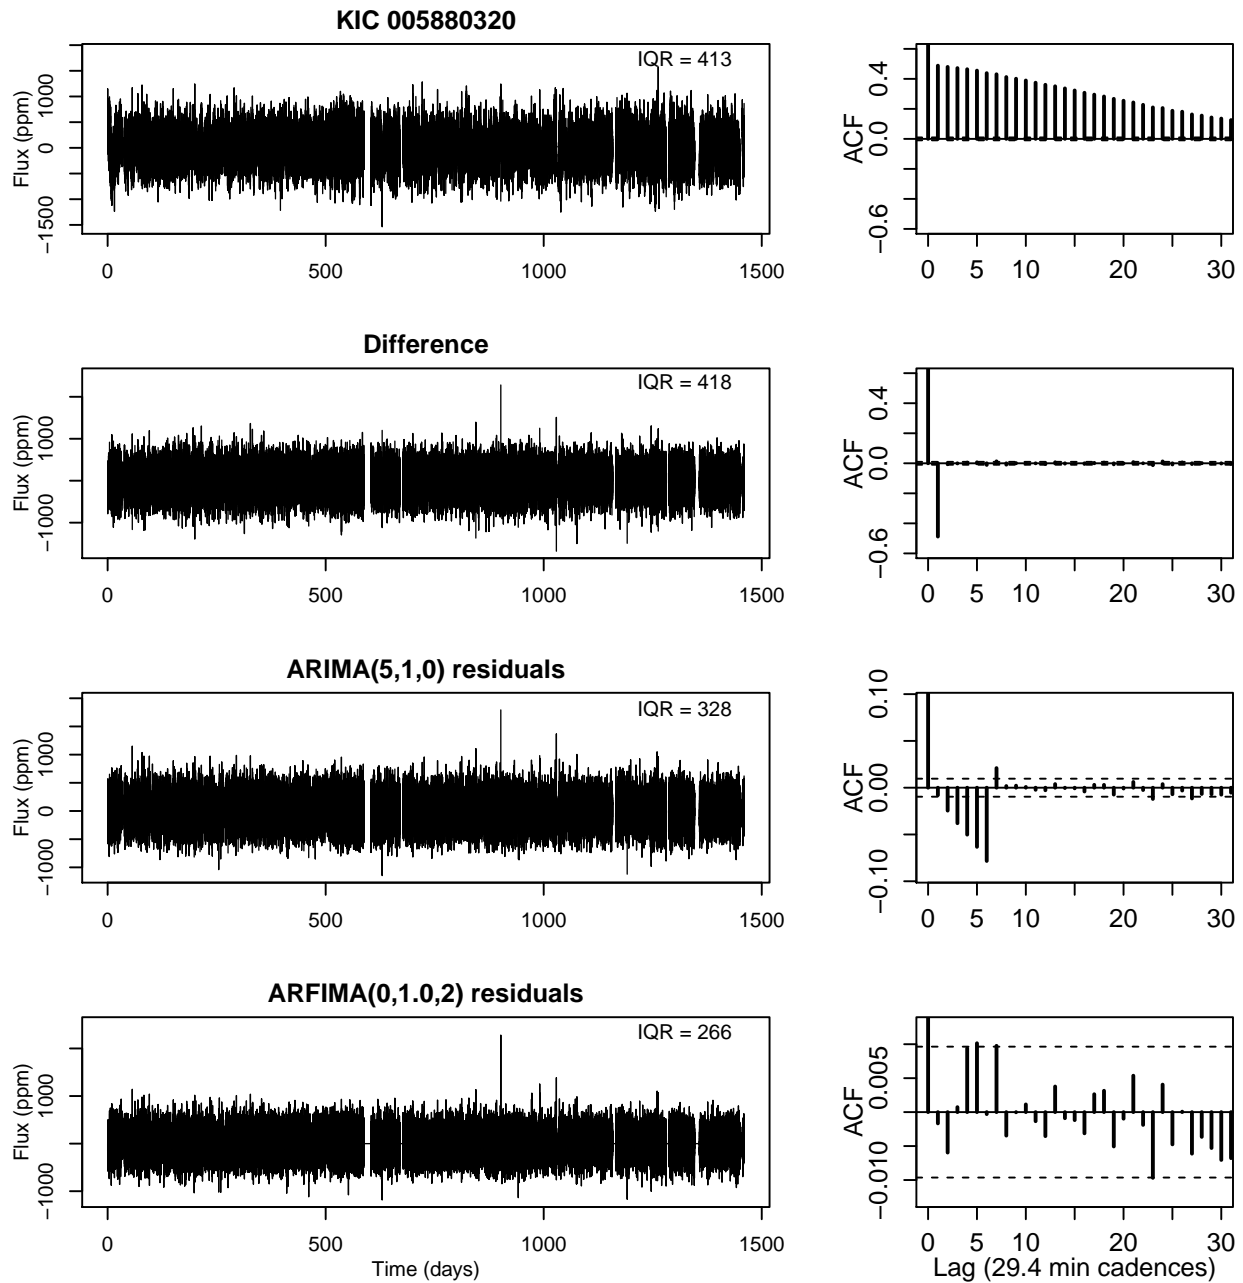 KIC 005880320
IQR = 413
Flux (ppm)
1000
0
−1500
0 500 1000 1500
ACF
0.4
0.0
−0.6
0 5 10 20 30
Difference
IQR = 418
Flux (ppm)
1000
−1000
0 500 1000 1500
ACF
0.4
0.0
−0.6
0 5 10 20 30
ARIMA(5,1,0) residuals
IQR = 328
Flux (ppm)
1000
0
−1000
0 500 1000 1500
ACF
0.10
0.00
−0.10
0 5 10 20 30
ARFIMA(0,1.0,2) residuals
IQR = 266
Flux (ppm)
1000
−1000
0 500 1000 1500
Time (days)
ACF
0.005
−0.010
0 5 10 20 30
Lag (29.4 min cadences)